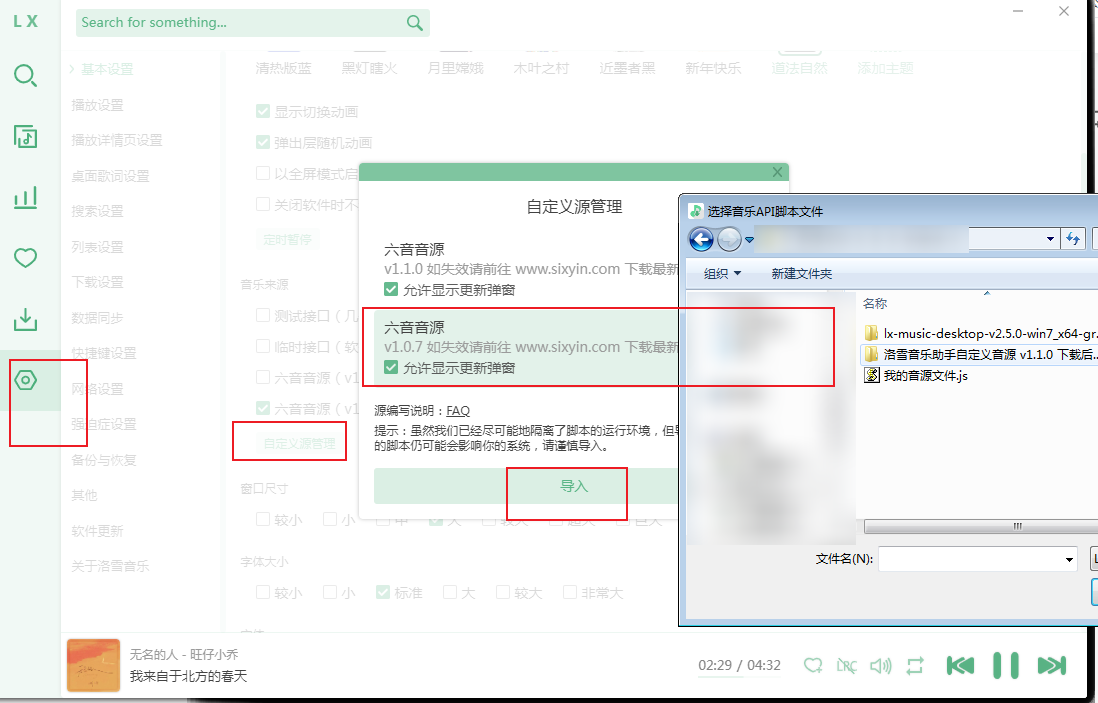 LX
Search for something...
清热版蓝
黑灯瞎火
月里嫦娥
木叶之村
近墨者黑
新年快乐
道法自然
添加主题
基本设置
播放设置
播放详情页设置
桌面歌词设置
搜索设置
列表设置
下载设置
数据同步
快捷键设置
网络设置
强迫症设置
备份与恢复
其他
软件更新
关于洛雪音乐
显示切换动画
弹出层随机动画
以全屏模式启
关闭软件时不
定时暂停
音乐来源
测试接口（几
临时接口（软
六音音源（v1
六音音源（v1
自定义源管理
窗口尺寸
较小
小
中
大
较大
超大
巨大
字体大小
较小
小
标准
大
较大
非常大
自定义源管理
六音音源
v1.1.0 如失效请前往 www.sixyin.com 下载最新
允许显示更新弹窗
六音音源
v1.0.7 如失效请前往 www.sixyin.com 下载最新
允许显示更新弹窗
源编写说明：FAQ
提示：虽然我们已经尽可能地隔离了脚本的运行环境，但
的脚本仍可能会影响你的系统，请谨慎导入。
导入
选择音乐API脚本文件
组织
新建文件夹
名称
lx-music-desktop-v2.5.0-win7_x64-gr.
洛雪音乐助手自定义音源 v1.1.0 下载后..
我的音源文件.js
文件名(N):
无名的人 - 旺仔小乔
我来自于北方的春天
02:29 / 04:32
LRC